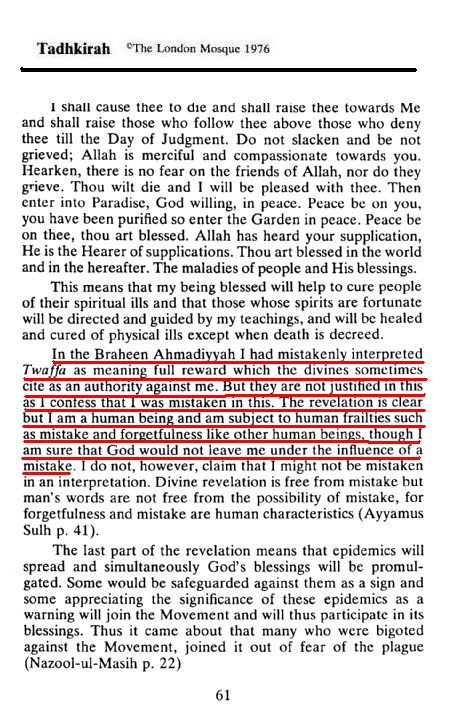 Tadhkirah ©The London Mosque 1976
I shall cause thee to die and shall raise thee towards Me
and shall raise those who follow thee above those who deny
thee till the Day of Judgment. Do not slacken and be not
grieved; Allah is merciful and compassionate towards you.
Hearken, there is no fear on the friends of Allah, nor do they
grieve. Thou wilt die and I will be pleased with thee. Then
enter into Paradise, God willing, in peace. Peace be on you,
you have been purified so enter the Garden in peace. Peace be
on thee, thou art blessed. Allah has heard your supplication,
He is the Hearer of supplications. Thou art blessed in the world
and in the hereafter. The maladies of people and His blessings.
This means that my being blessed will help to cure people
of their spiritual ills and that those whose spirits are fortunate
will be directed and guided by my teachings, and will be healed
and cured of physical ills except when death is decreed.
In the Braheen Ahmadiyyah I had mistakenly interpreted
Twaffa as meaning full reward which the divines sometimes
cite as an authority against me. But they are not justified in this
as I confess that I was mistaken in this. The revelation is clear
but I am a human being and am subject to human frailties such
as mistake and forgetfulness like other human beings, though I
am sure that God would not leave me under the influence of a
mistake. I do not, however, claim that I might not be mistaken
in an interpretation. Divine revelation is free from mistake but
man's words are not free from the possibility of mistake, for
forgetfulness and mistake are human characteristics (Ayyamus
Sulh p. 41).
The last part of the revelation means that epidemics will
spread and simultaneously God's blessings will be promul-
gated. Some would be safeguarded against them as a sign and
some appreciating the significance of these epidemics as a
warning will join the Movement and will thus participate in its
blessings. Thus it came about that many who were bigoted
against the Movement, joined it out of fear of the plague
(Nazool-ul-Masih p. 22)
61